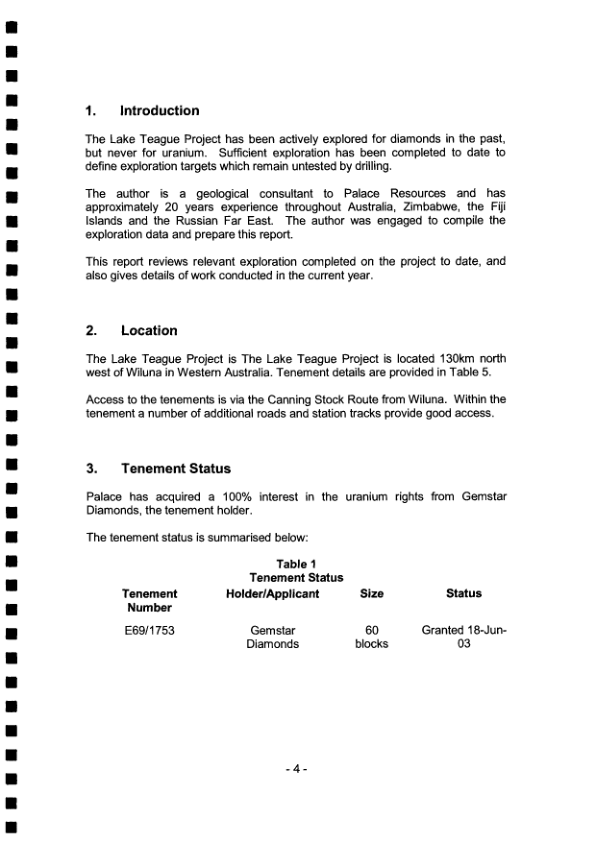 1. Introduction
The Lake Teague Project has been actively explored for diamonds in the past,
but never for uranium. Sufficient exploration has been completed to date to
define exploration targets which remain untested by drilling.
The author is a geological consultant to Palace Resources and has
approximately 20 years experience throughout Australia, Zimbabwe, the Fiji
Islands and the Russian Far East. The author was engaged to compile the
exploration data and prepare this report.
This report reviews relevant exploration completed on the project to date, and
also gives details of work conducted in the current year.
2. Location
The Lake Teague Project is The Lake Teague Project is located 130km north
west of Wiluna in Western Australia. Tenement details are provided in Table 5.
Access to the tenements is via the Canning Stock Route from Wiluna. Within the
tenement a number of additional roads and station tracks provide good access.
3. Tenement Status
Palace has acquired a 100% interest in the uranium rights from Gemstar
Diamonds, the tenement holder.
The tenement status is summarised below:
Table 1
Tenement Status
Tenement Holder/Applicant Size Status
Number
E69/1753 Gemstar 60 Granted 18-Jun-
Diamonds blocks 03
- 4 -